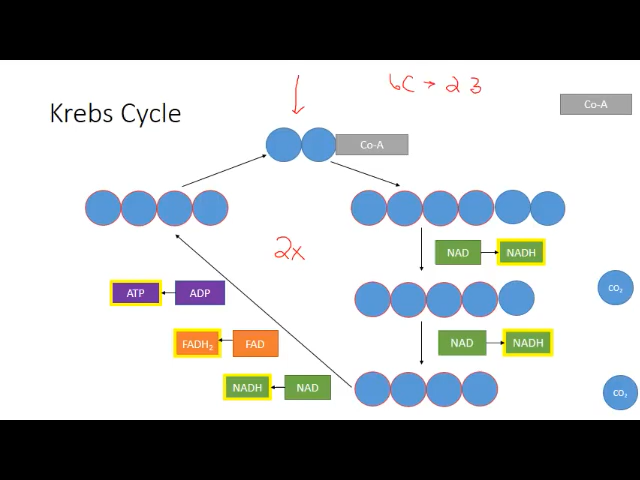 6C → 2 3
Co-A
Krebs Cycle
Co-A
NAD
NADH
2x
CO₂
ATP
ADP
FADH₂
FAD
NAD
NADH
NADH
NAD
CO₂